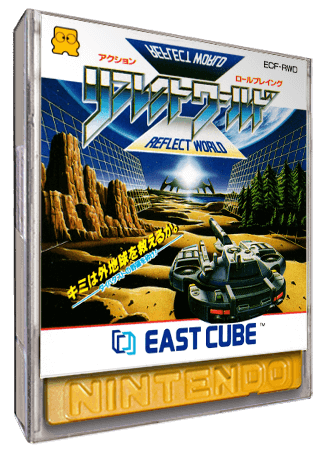 REFLECT WORLD
ECF-RWD
アクション
ロールプレイング
リフレクトワールド
REFLECT WORLD
キミは外地球を救えるか。
EAST CUBE™
NINTENDO